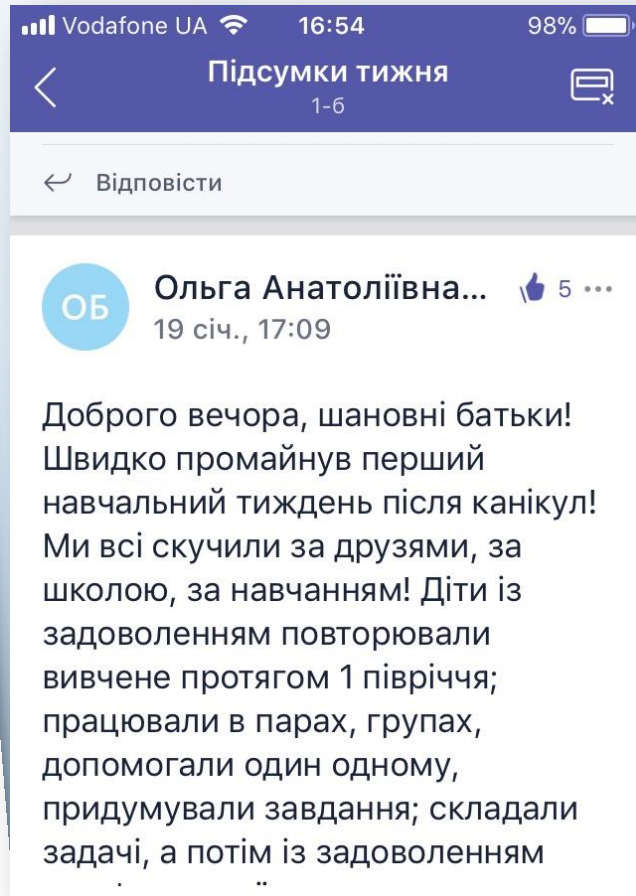 Vodafone UA 16:54 98%
Підсумки тижня
1-б
Відповісти
ОБ
Ольга Анатоліївна... 5 ...
19 січ., 17:09
Доброго вечора, шановні батьки!
Швидко промайнув перший
навчальний тиждень після канікул!
Ми всі скучили за друзями, за
школою, за навчанням! Діти із
задоволенням повторювали
вивчене протягом 1 півріччя;
працювали в парах, групах,
допомогали один одному,
придумували завдання; складали
задачі, а потім із задоволенням